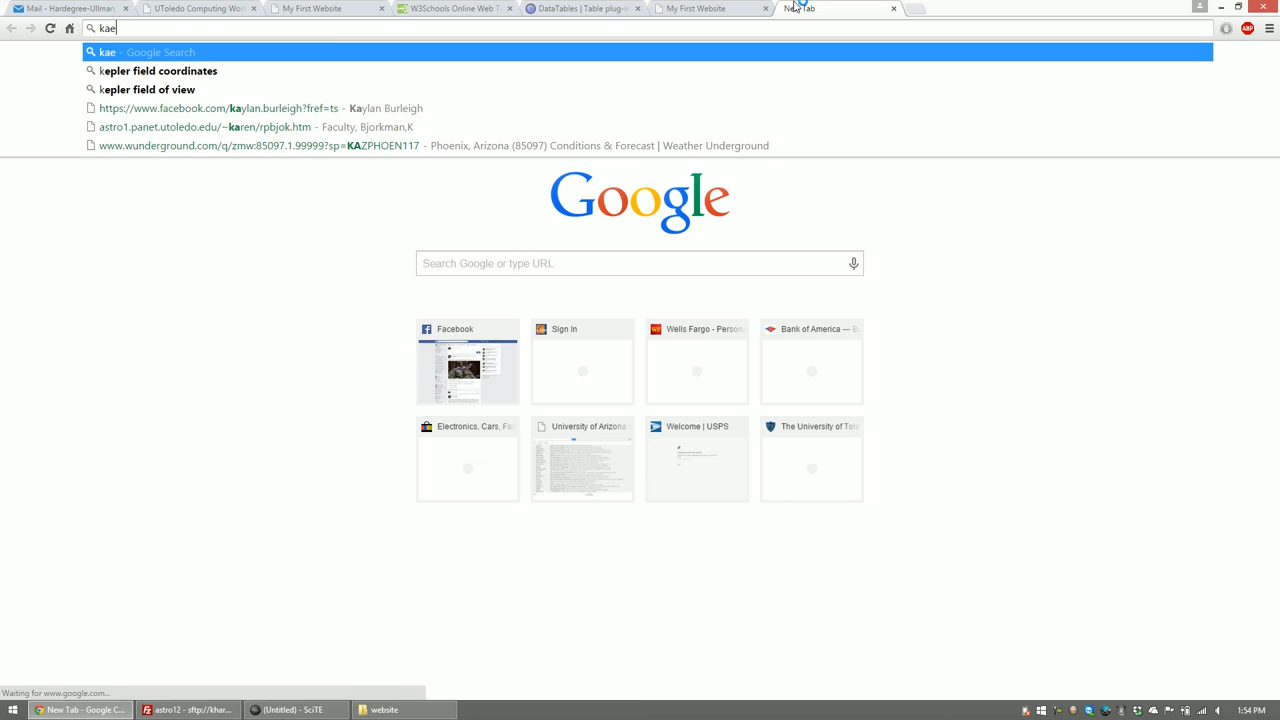 Mail - Hardegree-Ullman,
UToledo Computing Wor
My First Website
W3Schools Online Web T
DataTables | Table plug-in
My First Website
New Tab
kae
ABP
kae - Google Search
kepler field coordinates
kepler field of view
https://www.facebook.com/kaylan.burleigh?fref=ts - Kaylan Burleigh
astro1.panet.utoledo.edu/~karen/rpbjok.htm - Faculty, Bjorkman,K
www.wunderground.com/q/zmw:85097.1.99999?sp=KAZPHOEN117 - Phoenix, Arizona (85097) Conditions & Forecast | Weather Underground
Google
Search Google or type URL
Facebook
Sign In
Wells Fargo - Person
Bank of America — B
Electronics, Cars, Fas
University of Arizona
Welcome | USPS
The University of Tole
Waiting for www.google.com...
New Tab - Google C...
astro12 - sftp://khar...
(Untitled) - SciTE
website
1:54 PM